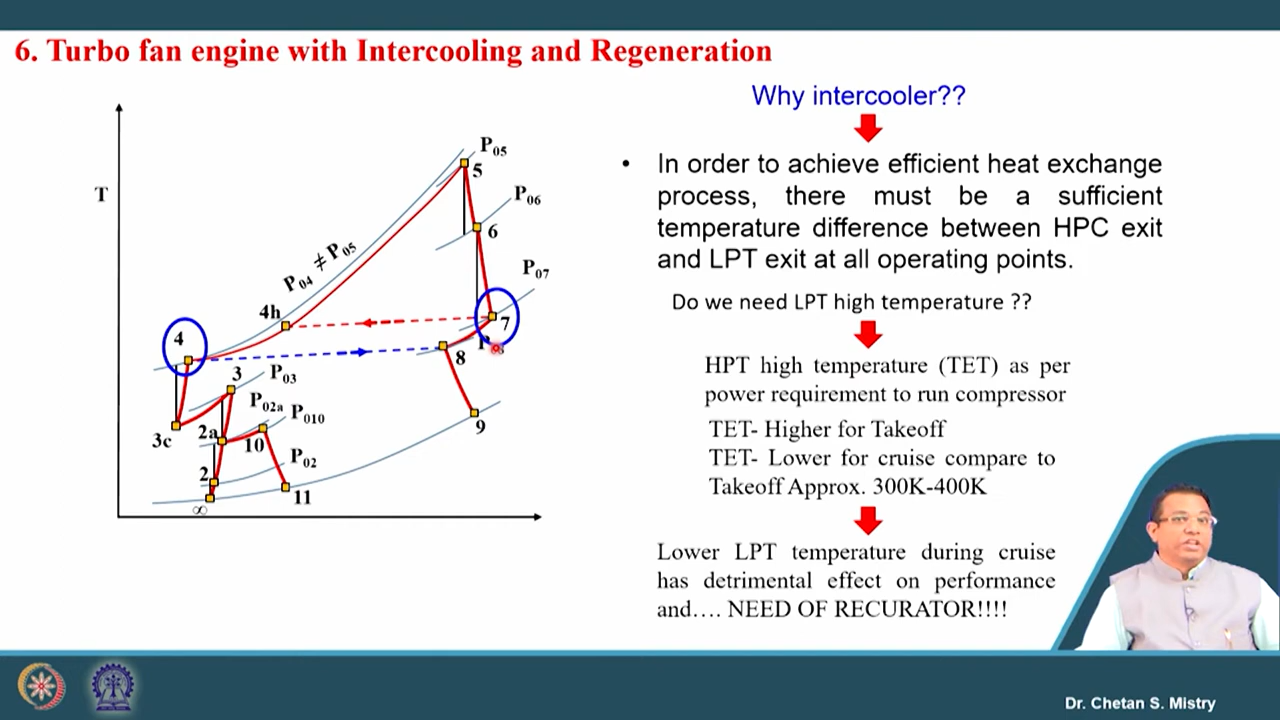 6. Turbo fan engine with Intercooling and Regeneration
T
P05
5
P06
6
P04 ≠ P05
P07
4h
7
4
8
3
P03
P02a
P010
3c
2a
10
9
P02
2
11
∞
Why intercooler??
• In order to achieve efficient heat exchange
process, there must be a sufficient
temperature difference between HPC exit
and LPT exit at all operating points.
Do we need LPT high temperature ??
HPT high temperature (TET) as per
power requirement to run compressor
TET- Higher for Takeoff
TET- Lower for cruise compare to
Takeoff Approx. 300K-400K
Lower LPT temperature during cruise
has detrimental effect on performance
and…. NEED OF RECURATOR!!!!
Dr. Chetan S. Mistry